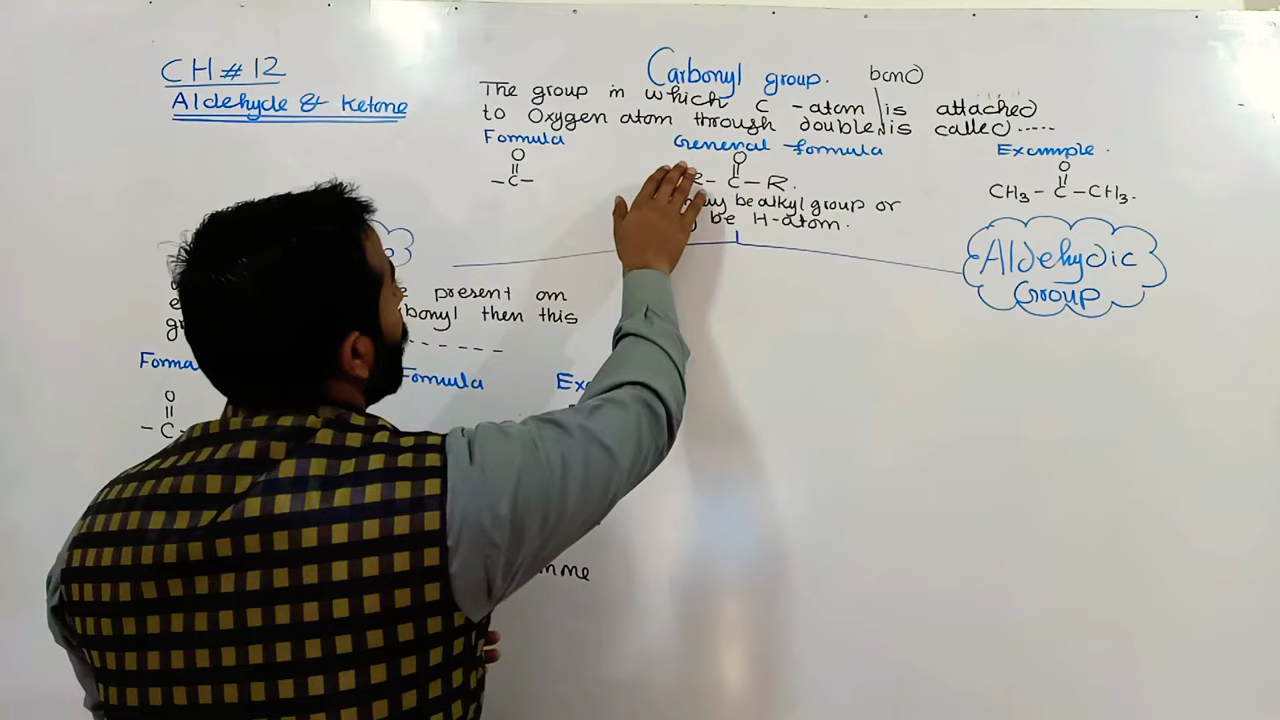 CH # 12
Aldehyde & Ketone
Carbonyl group.
bond
The group in which C -atom is attached
to Oxygen atom through double is called.....
Formula
General formula
Example.
O
||
-C-
O
||
- C - R.
O
||
CH3 - C - CH3.
be alkyl group or
be H-atom.
Aldehydic
Group
present on
then this
Formula
O
||
- C